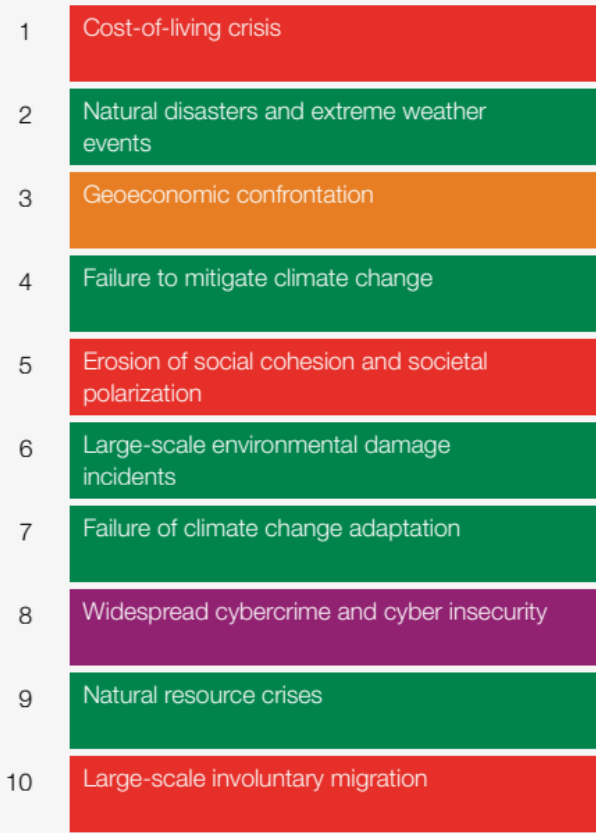 1 Cost-of-living crisis
2 Natural disasters and extreme weather
events
3 Geoeconomic confrontation
4 Failure to mitigate climate change
5 Erosion of social cohesion and societal
polarization
6 Large-scale environmental damage
incidents
7 Failure of climate change adaptation
8 Widespread cybercrime and cyber insecurity
9 Natural resource crises
10 Large-scale involuntary migration